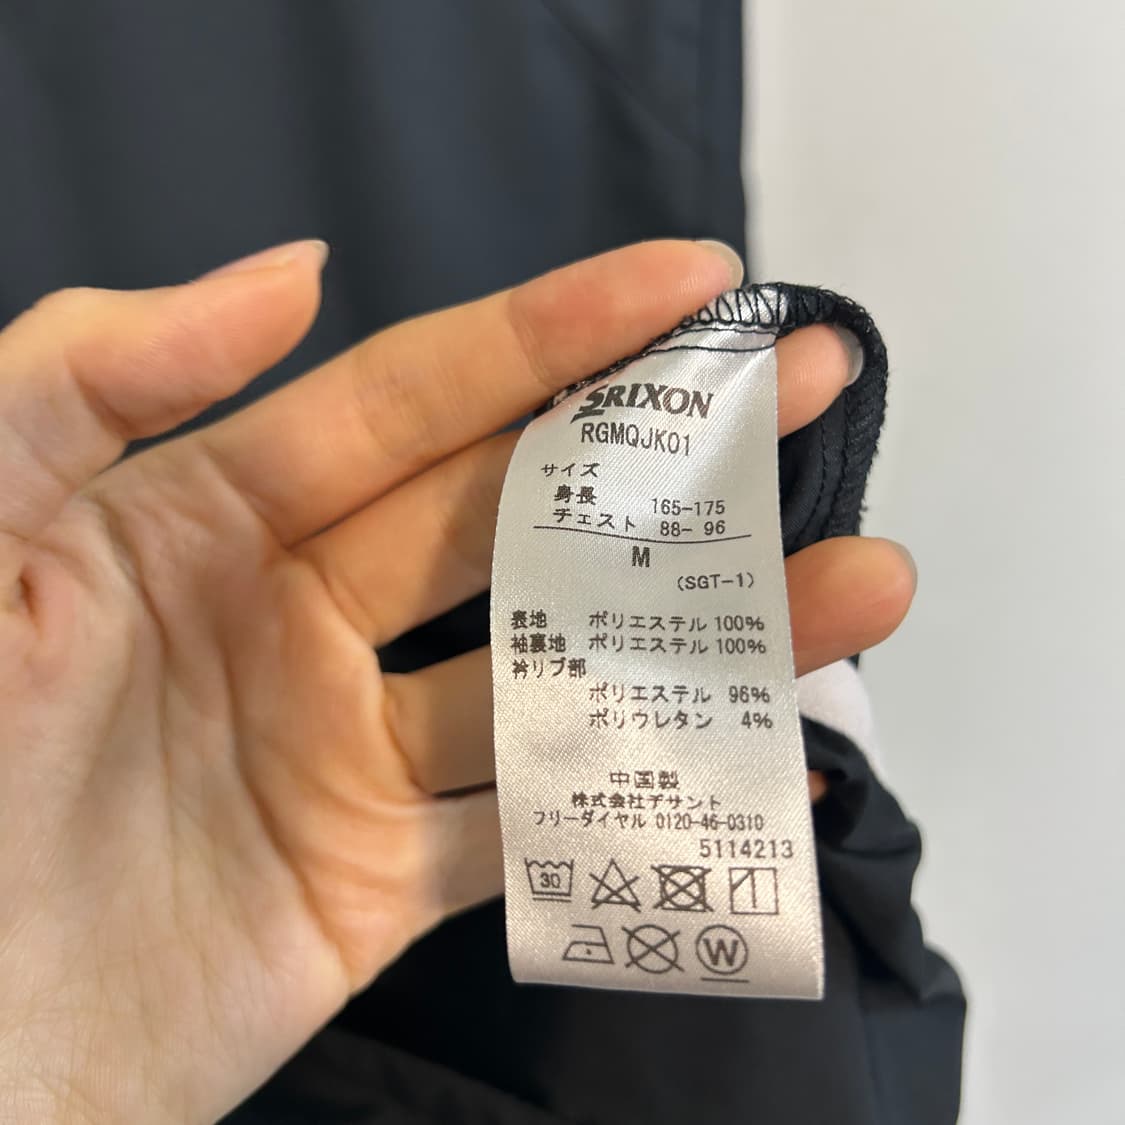 SRIXON
RGMQJK01
サイズ
身長 165-175
チェスト 88- 96
M
(SGT-1)
表地 ポリエステル 100%
袖裏地 ポリエステル 100%
衿リブ部
ポリエステル 96%
ポリウレタン 4%
中国製
株式会社デサント
フリーダイヤル 0120-46-0310
5114213
30
W